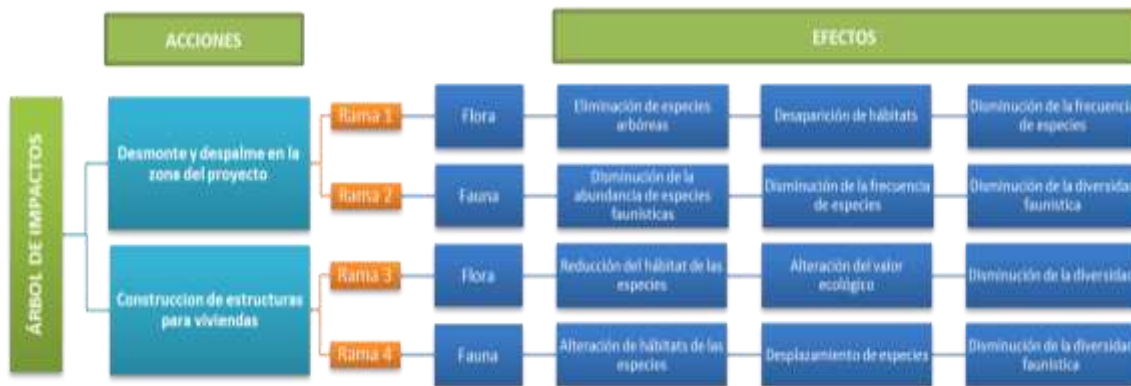 ACCIONES
EFECTOS
ÁRBOL DE IMPACTOS
Desmonte y despalme en la
zona del proyecto
Rama 1
Flora
Eliminación de especies
arbóreas
Desaparición de hábitats
Disminución de la frecuencia
de especies
Rama 2
Fauna
Disminución de la
abundancia de especies
faunísticas
Disminución de la frecuencia
de especies
Disminución de la diversidad
faunística
Construccion de estructuras
para viviendas
Rama 3
Flora
Reducción del hábitat de las
especies
Alteración del valor
ecológico
Disminución de la diversidad
Rama 4
Fauna
Alteración de hábitats de las
especies
Desplazamiento de especies
Disminución de la diversidad
faunística